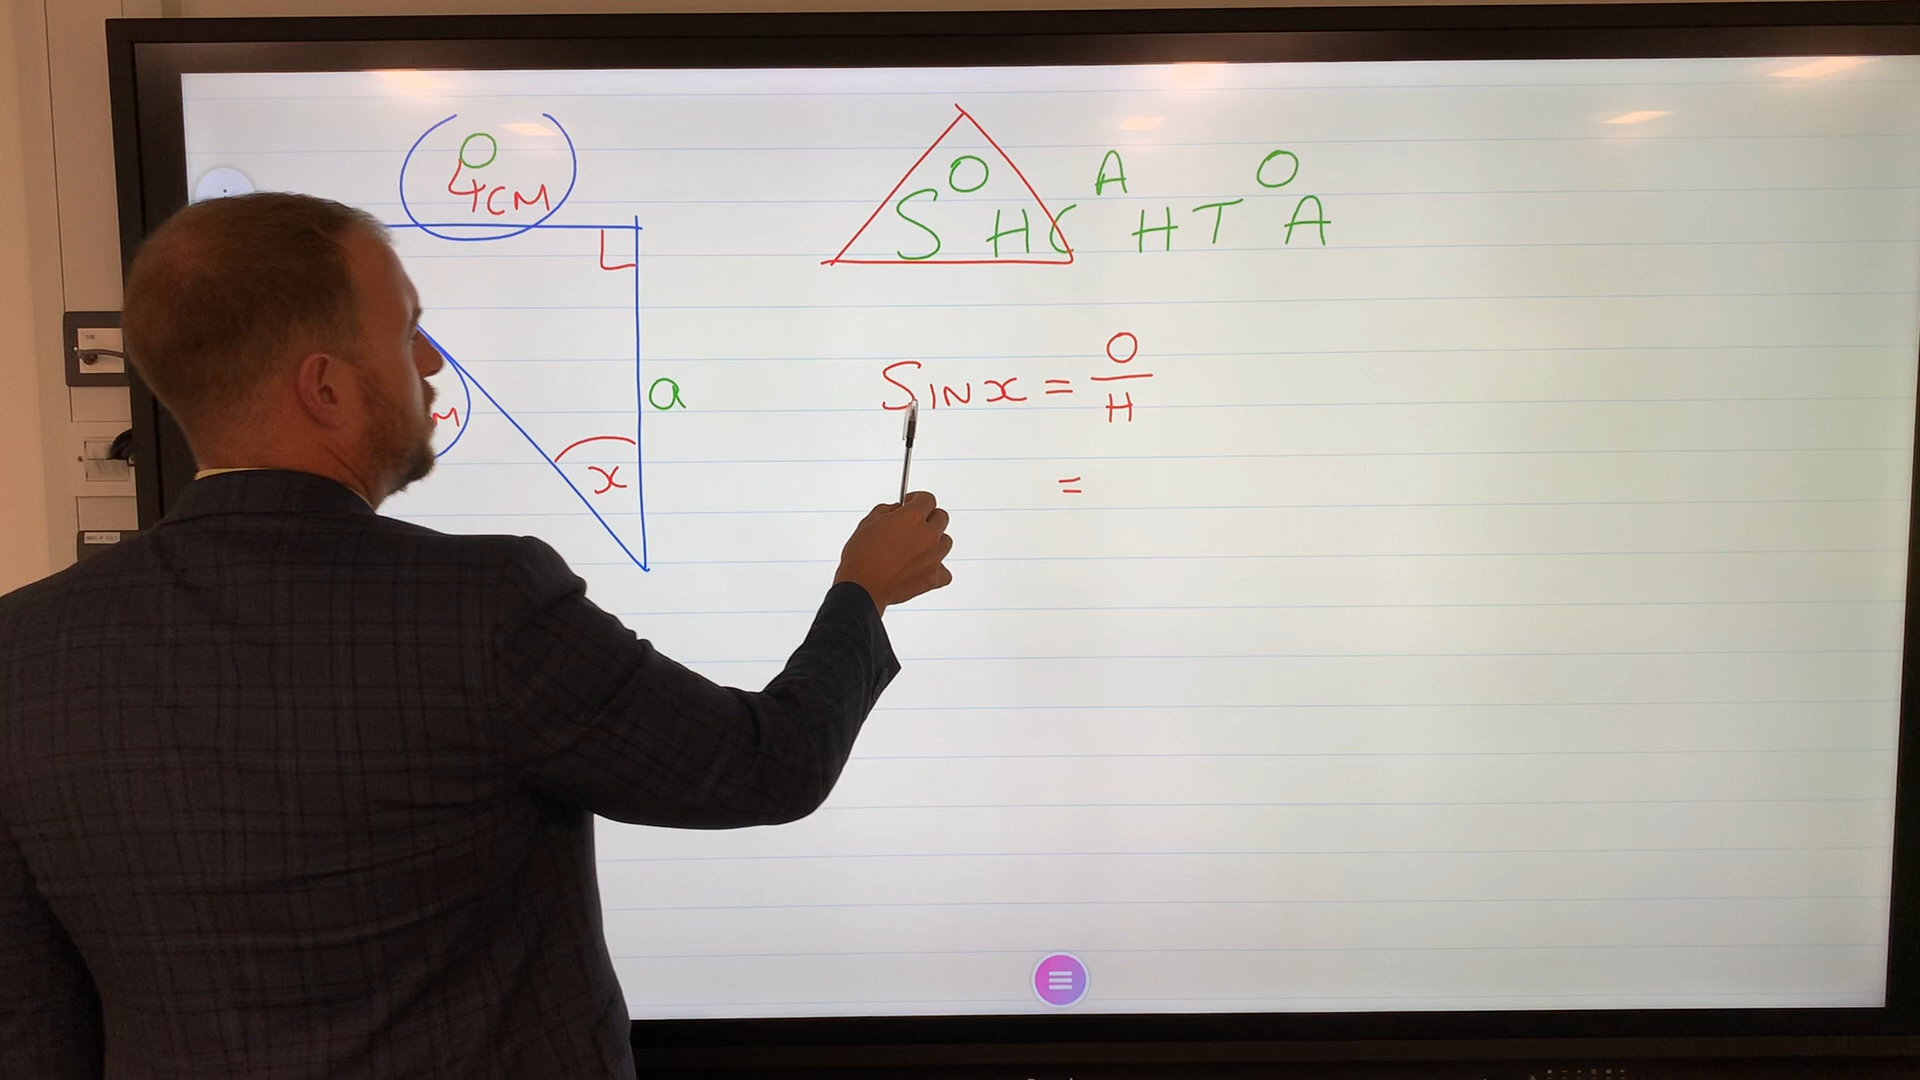 O
4CM
a
M
x
O A O
S H C H T A
SIN x = O/H
=